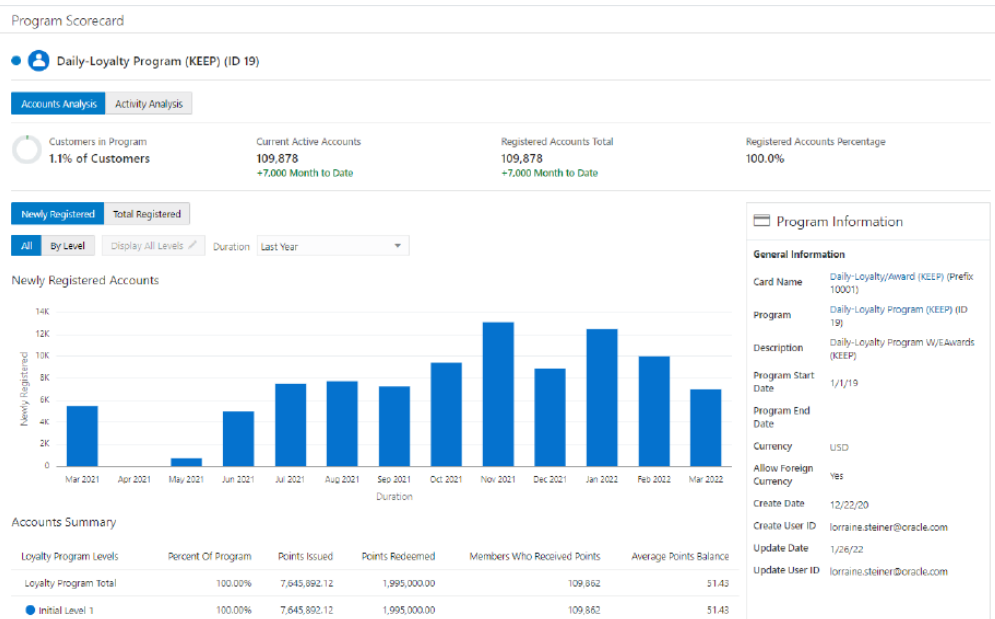 Program Scorecard
Daily-Loyalty Program (KEEP) (ID 19)
Accounts Analysis Activity Analysis
Customers in Program
1.1% of Customers
Current Active Accounts
109,878
+7,000 Month to Date
Registered Accounts Total
109,878
+7,000 Month to Date
Registered Accounts Percentage
100.0%
Newly Registered Total Registered
All By Level Display All Levels Duration Last Year
Newly Registered Accounts
14K
12K
10K
8K
6K
4K
2K
0
Newly Registered
Mar 2021 Apr 2021 May 2021 Jun 2021 Jul 2021 Aug 2021 Sep 2021 Oct 2021 Nov 2021 Dec 2021 Jan 2022 Feb 2022 Mar 2022
Duration
Accounts Summary
Loyalty Program Levels Percent Of Program Points Issued Points Redeemed Members Who Received Points Average Points Balance
Loyalty Program Total 100.00% 7,645,892.12 1,995,000.00 109,862 51.43
Initial Level 1 100.00% 7,645,892.12 1,995,000.00 109,862 51.43
Program Information
General Information
Card Name Daily-Loyalty/Award (KEEP) (Prefix
10001)
Program Daily-Loyalty Program (KEEP) (ID
19)
Description Daily-Loyalty Program W/EAwards
(KEEP)
Program Start
Date 1/1/19
Program End
Date
Currency USD
Allow Foreign
Currency Yes
Create Date 12/22/20
Create User ID lorraine.steiner@oracle.com
Update Date 1/26/22
Update User ID lorraine.steiner@oracle.com